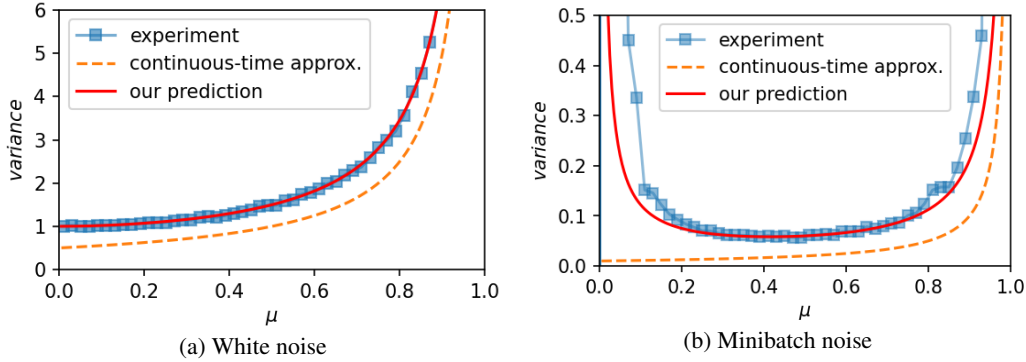 6
5
4
3
2
1
0
variance
experiment
continuous-time approx.
our prediction
0.0 0.2 0.4 0.6 0.8 1.0
μ
(a) White noise
0.5
0.4
0.3
0.2
0.1
0.0
variance
experiment
continuous-time approx.
our prediction
0.0 0.2 0.4 0.6 0.8 1.0
μ
(b) Minibatch noise